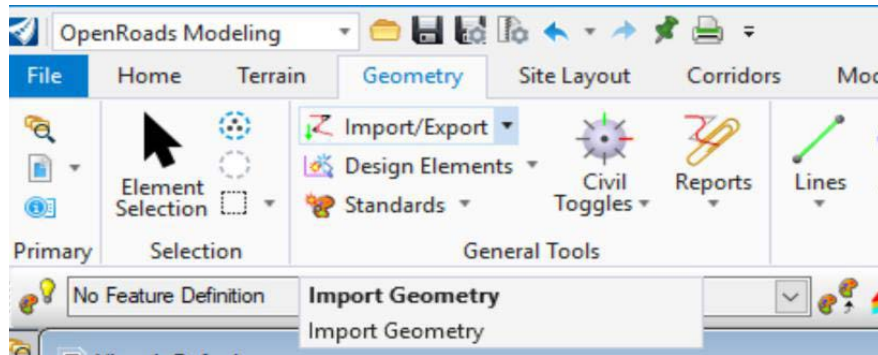 OpenRoads Modeling
File Home Terrain Geometry Site Layout Corridors
Import/Export
Design Elements
Standards
Element
Selection
Civil
Toggles
Reports
Lines
Primary Selection General Tools
No Feature Definition
Import Geometry
Import Geometry